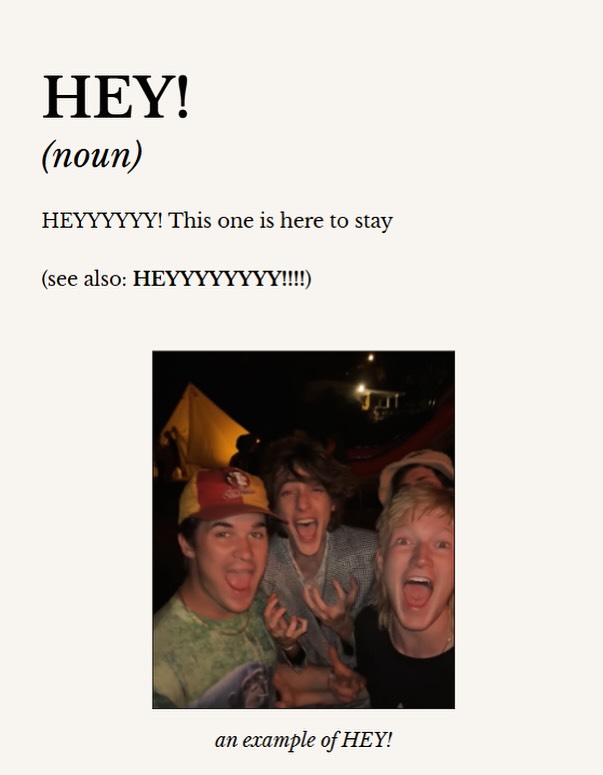 HEY!
(noun)
HEYYYYYY! This one is here to stay
(see also: HEYYYYYYYY!!!!)
an example of HEY!